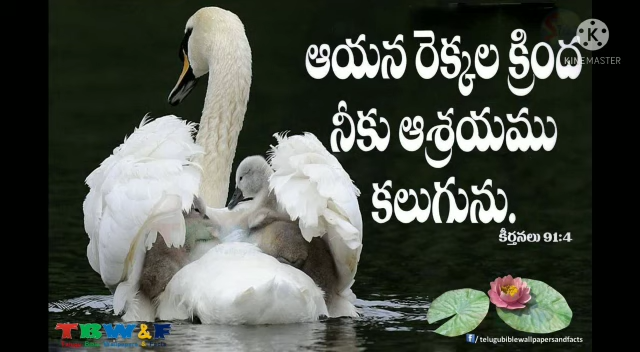 ఆయన రెక్కల క్రింద
KINEMASTER
నీకు ఆశ్రయము
కలుగును.
కీర్తనలు 91:4
TBW&F
/telugubiblewallpapersandfacts